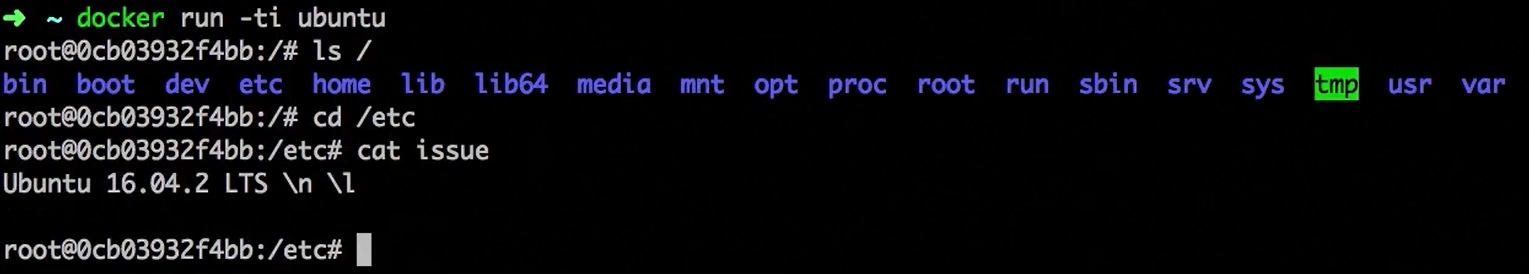 ➜ ~ docker run -ti ubuntu
root@0cb03932f4bb:/# ls /
bin boot dev etc home lib lib64 media mnt opt proc root run sbin srv sys tmp usr var
root@0cb03932f4bb:/# cd /etc
root@0cb03932f4bb:/etc# cat issue
Ubuntu 16.04.2 LTS \n \l
root@0cb03932f4bb:/etc#